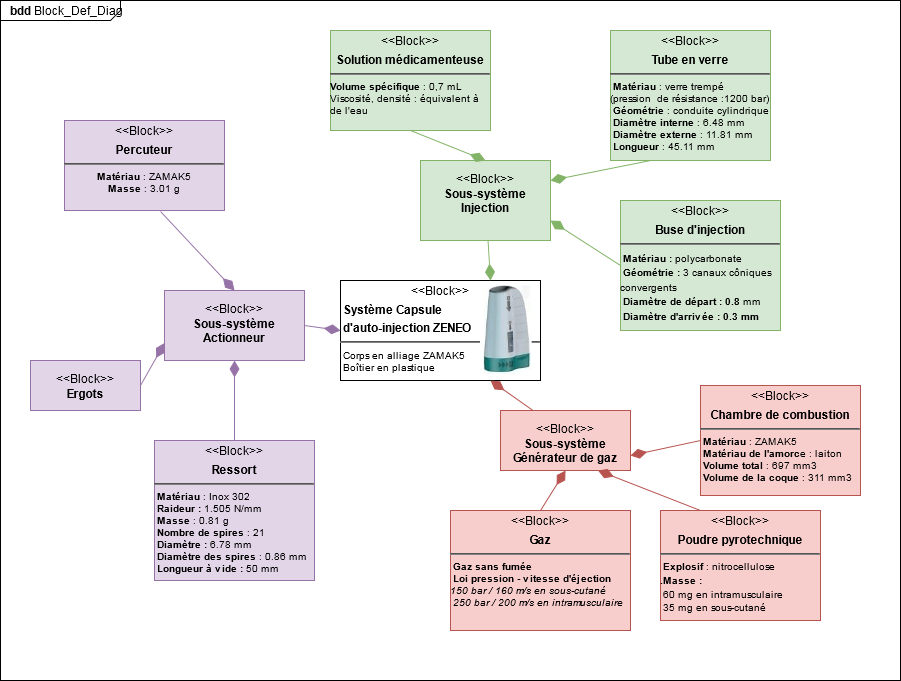 bdd Block_Def_Diag
<<Block>>
Solution médicamenteuse
Volume spécifique : 0,7 mL
Viscosité, densité : équivalent à
de l'eau
<<Block>>
Tube en verre
Matériau : verre trempé
(pression de résistance :1200 bar)
Géométrie : conduite cylindrique
Diamètre interne : 6.48 mm
Diamètre externe : 11.81 mm
Longueur : 45.11 mm
<<Block>>
Percuteur
Matériau : ZAMAK5
Masse : 3.01 g
<<Block>>
Sous-système
Injection
<<Block>>
Buse d'injection
Matériau : polycarbonate
Géométrie : 3 canaux côniques
convergents
Diamètre de départ : 0.8 mm
Diamètre d'arrivée : 0.3 mm
<<Block>>
Système Capsule
d'auto-injection ZENEO
Corps en alliage ZAMAK5
Boîtier en plastique
<<Block>>
Sous-système
Actionneur
<<Block>>
Ergots
<<Block>>
Ressort
Matériau : Inox 302
Raideur : 1.505 N/mm
Masse : 0.81 g
Nombre de spires : 21
Diamètre : 6.78 mm
Diamètre des spires : 0.86 mm
Longueur à vide : 50 mm
<<Block>>
Sous-système
Générateur de gaz
<<Block>>
Chambre de combustion
Matériau : ZAMAK5
Matériau de l'amorce : laiton
Volume total : 697 mm3
Volume de la coque : 311 mm3
<<Block>>
Gaz
Gaz sans fumée
Loi pression - vitesse d'éjection
150 bar / 160 m/s en sous-cutané
250 bar / 200 m/s en intramusculaire
<<Block>>
Poudre pyrotechnique
Explosif : nitrocellulose
.Masse :
60 mg en intramusculaire
35 mg en sous-cutané